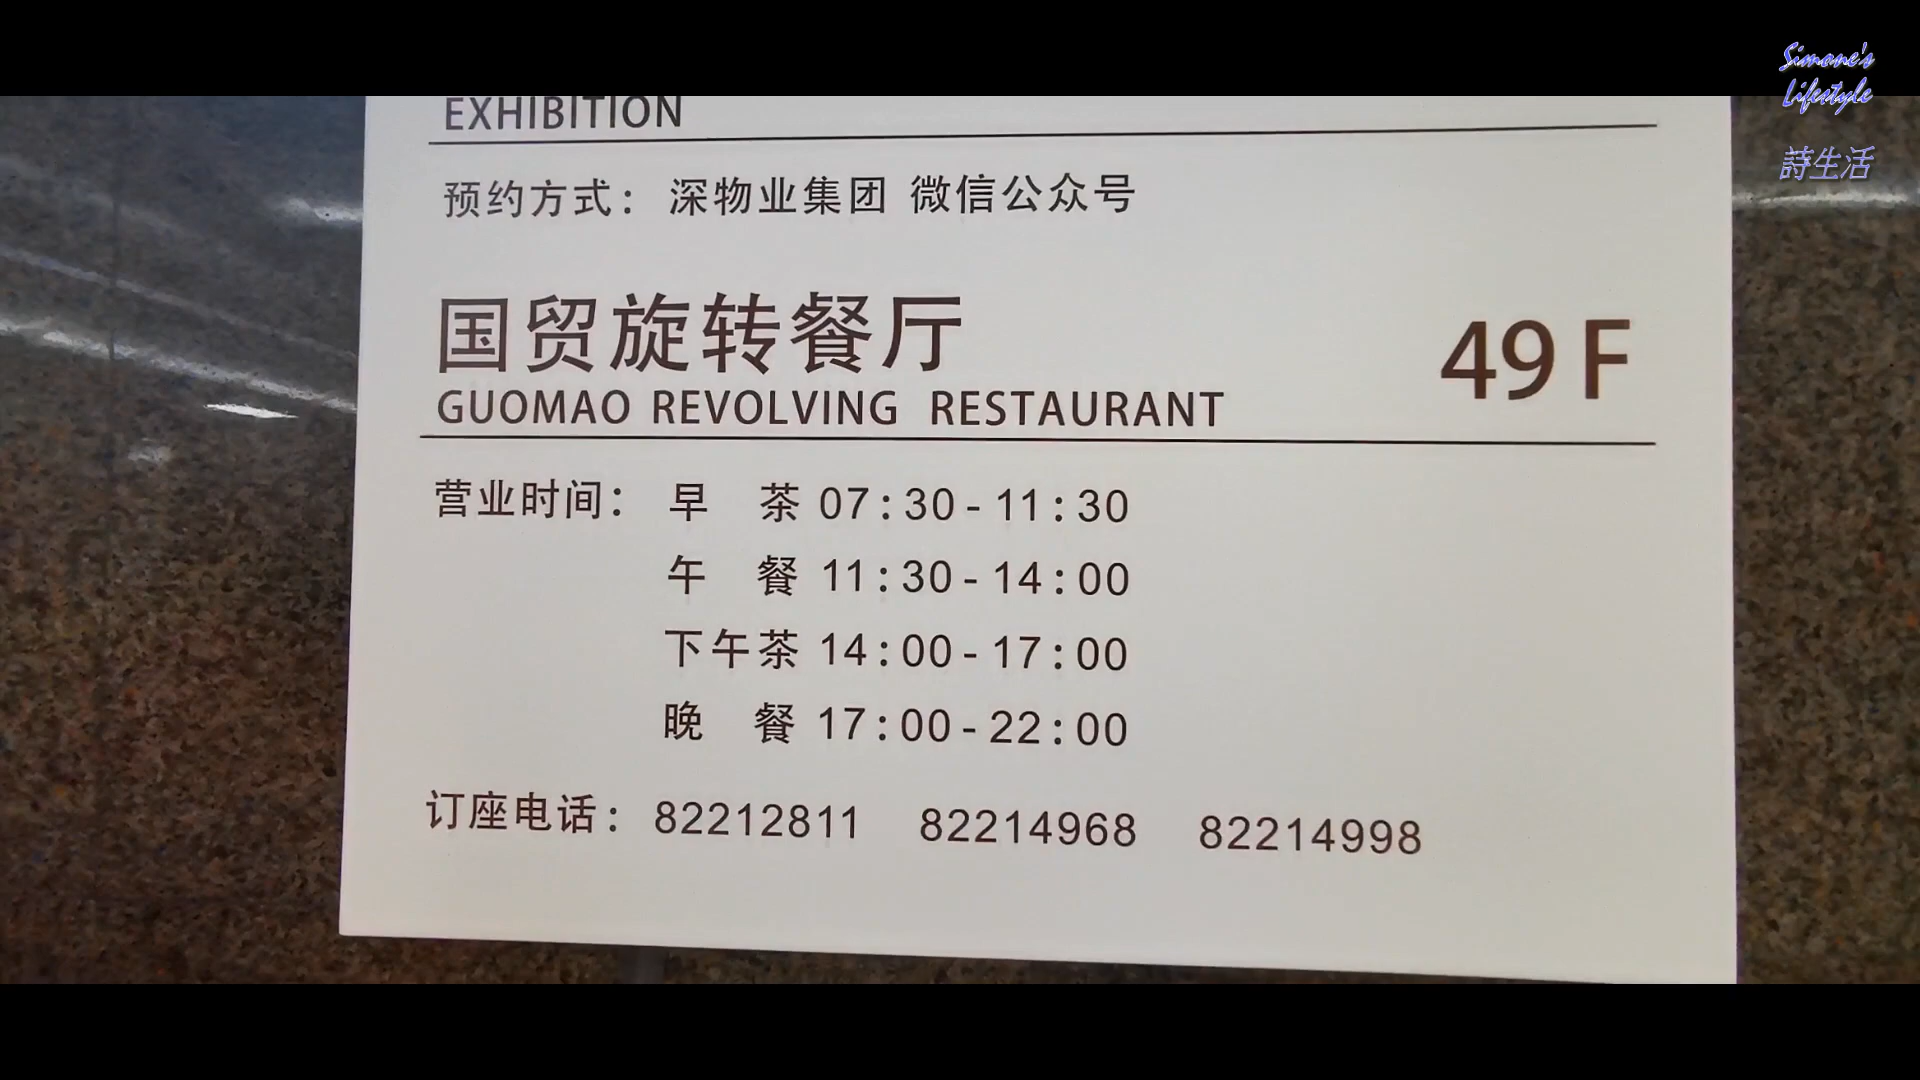 Simane's
Lifestyle
詩生活
EXHIBITION
预约方式： 深物业集团 微信公众号
国贸旋转餐厅
49 F
GUOMAO REVOLVING RESTAURANT
营业时间： 早 茶 07:30-11:30
午 餐 11:30-14:00
下午茶 14:00-17:00
晚 餐 17:00-22:00
订座电话： 82212811 82214968 82214998